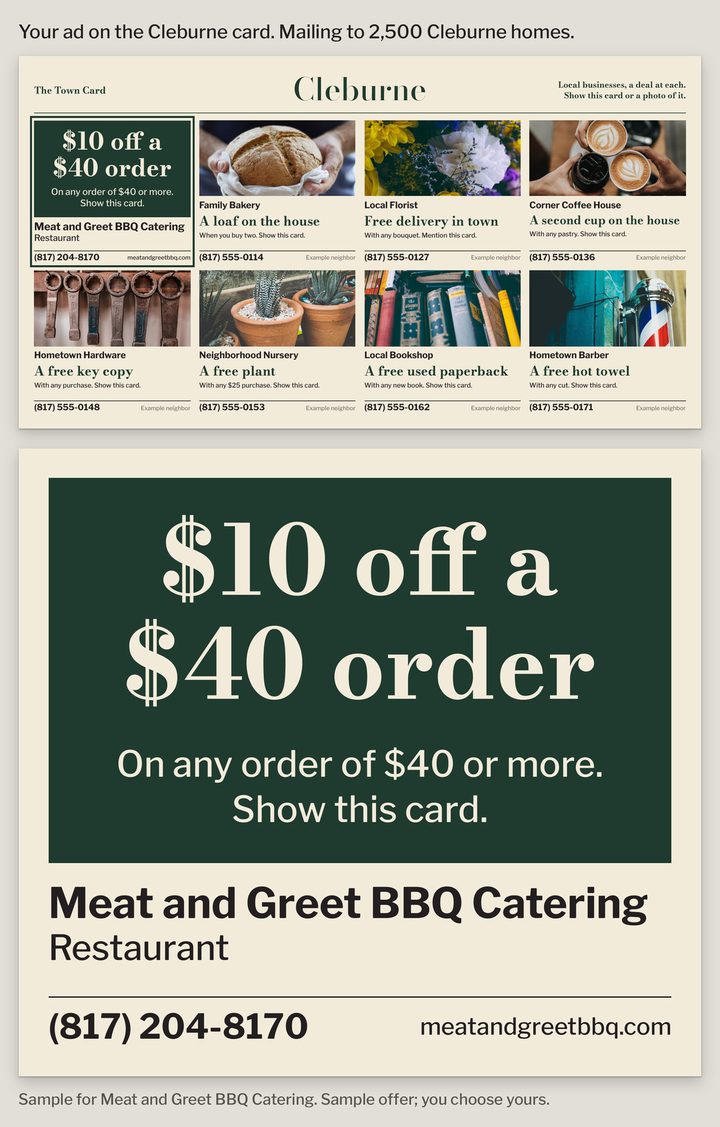 Your ad on the Cleburne card. Mailing to 2,500 Cleburne homes.
The Town Card
Cleburne
Local businesses, a deal at each.
Show this card or a photo of it.
$10 off a
$40 order
On any order of $40 or more.
Show this card.
Meat and Greet BBQ Catering
Restaurant
(817) 204-8170
meatandgreetbbq.com
Family Bakery
A loaf on the house
When you buy two. Show this card.
(817) 555-0114
Example neighbor
Local Florist
Free delivery in town
With any bouquet. Mention this card.
(817) 555-0127
Example neighbor
Corner Coffee House
A second cup on the house
With any pastry. Show this card.
(817) 555-0136
Example neighbor
Hometown Hardware
A free key copy
With any purchase. Show this card.
(817) 555-0148
Example neighbor
Neighborhood Nursery
A free plant
With any $25 purchase. Show this card.
(817) 555-0153
Example neighbor
Local Bookshop
A free used paperback
With any new book. Show this card.
(817) 555-0162
Example neighbor
Hometown Barber
A free hot towel
With any cut. Show this card.
(817) 555-0171
Example neighbor
$10 off a
$40 order
On any order of $40 or more.
Show this card.
Meat and Greet BBQ Catering
Restaurant
(817) 204-8170
meatandgreetbbq.com
Sample for Meat and Greet BBQ Catering. Sample offer; you choose yours.